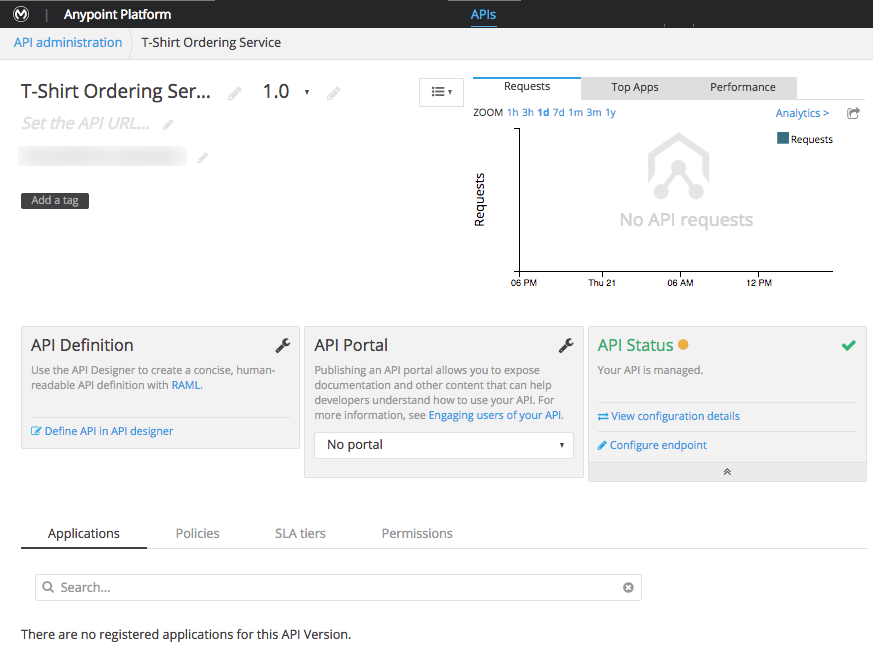 Anypoint Platform
APIs
API administration
T-Shirt Ordering Service
T-Shirt Ordering Ser...
1.0
Set the API URL...
Add a tag
Requests
Top Apps
Performance
ZOOM 1h 3h 1d 7d 1m 3m 1y
Analytics >
Requests
Requests
No API requests
06 PM
Thu 21
06 AM
12 PM
API Definition
Use the API Designer to create a concise, human-
readable API definition with RAML.
Define API in API designer
API Portal
Publishing an API portal allows you to expose
documentation and other content that can help
developers understand how to use your API. For
more information, see Engaging users of your API.
No portal
API Status
Your API is managed.
View configuration details
Configure endpoint
Applications
Policies
SLA tiers
Permissions
Search...
There are no registered applications for this API Version.